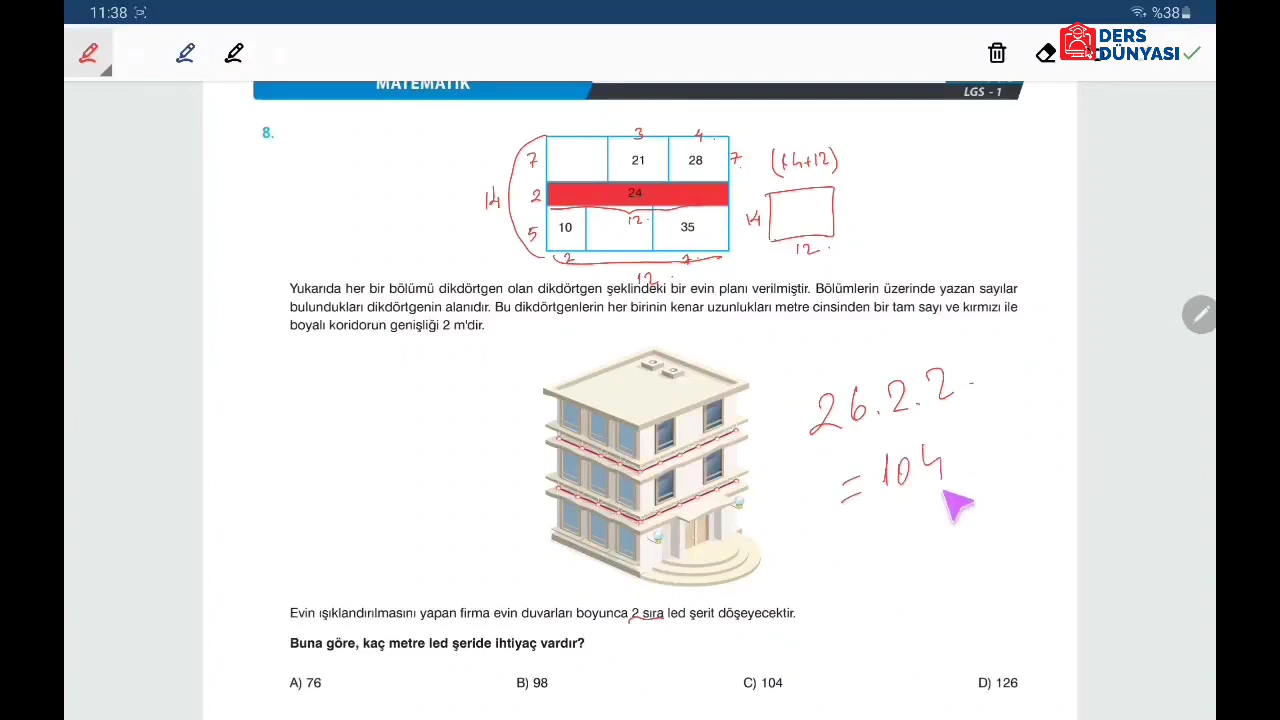 11:38
%38
DERS
DÜNYASI
MATEMATİK
LGS - 1
8.
3 4
7 21 28 7 (14+12)
14 2 24
12 14
5 10 35
2 7 12
12
Yukarıda her bir bölümü dikdörtgen olan dikdörtgen şeklindeki bir evin planı verilmiştir. Bölümlerin üzerinde yazan sayılar
bulundukları dikdörtgenin alanıdır. Bu dikdörtgenlerin her birinin kenar uzunlukları metre cinsinden bir tam sayı ve kırmızı ile
boyalı koridorun genişliği 2 m'dir.
26.2.2
= 104
Evin ışıklandırılmasını yapan firma evin duvarları boyunca 2 sıra led şerit döşeyecektir.
Buna göre, kaç metre led şeride ihtiyaç vardır?
A) 76 B) 98 C) 104 D) 126